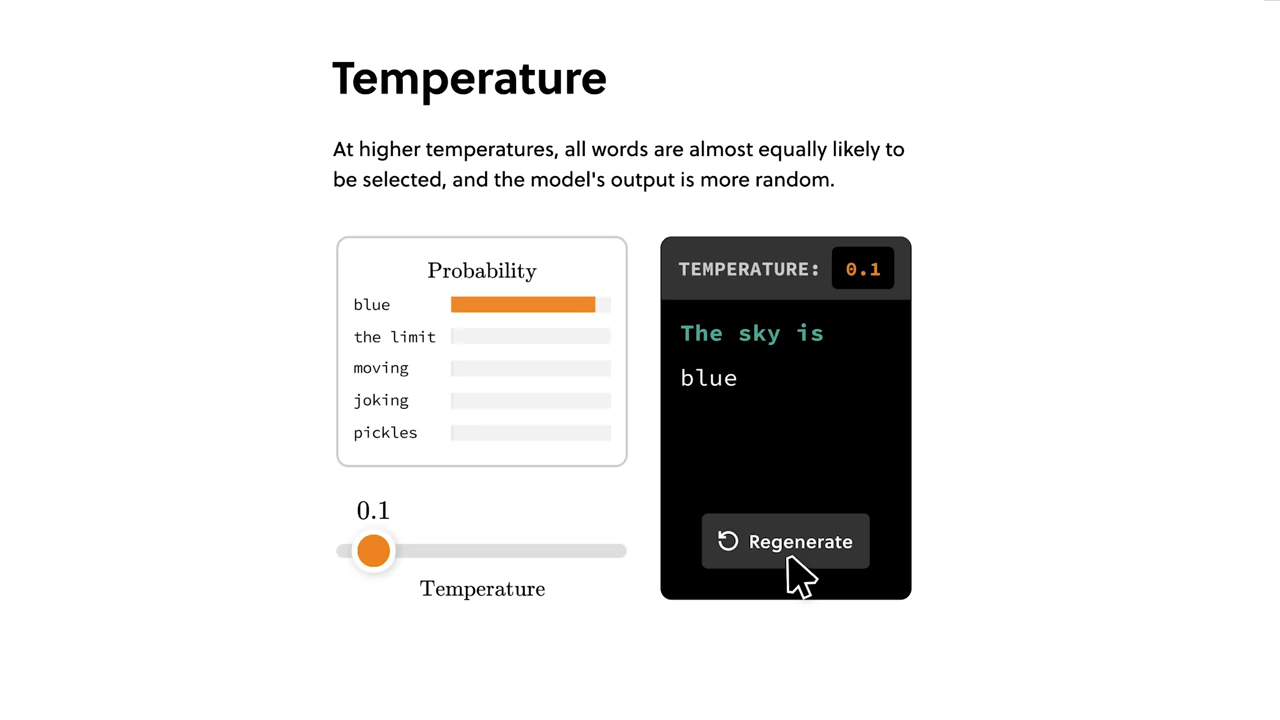 Temperature
At higher temperatures, all words are almost equally likely to
be selected, and the model's output is more random.
Probability
blue
the limit
moving
joking
pickles
0.1
Temperature
TEMPERATURE: 0.1
The sky is
blue
Regenerate